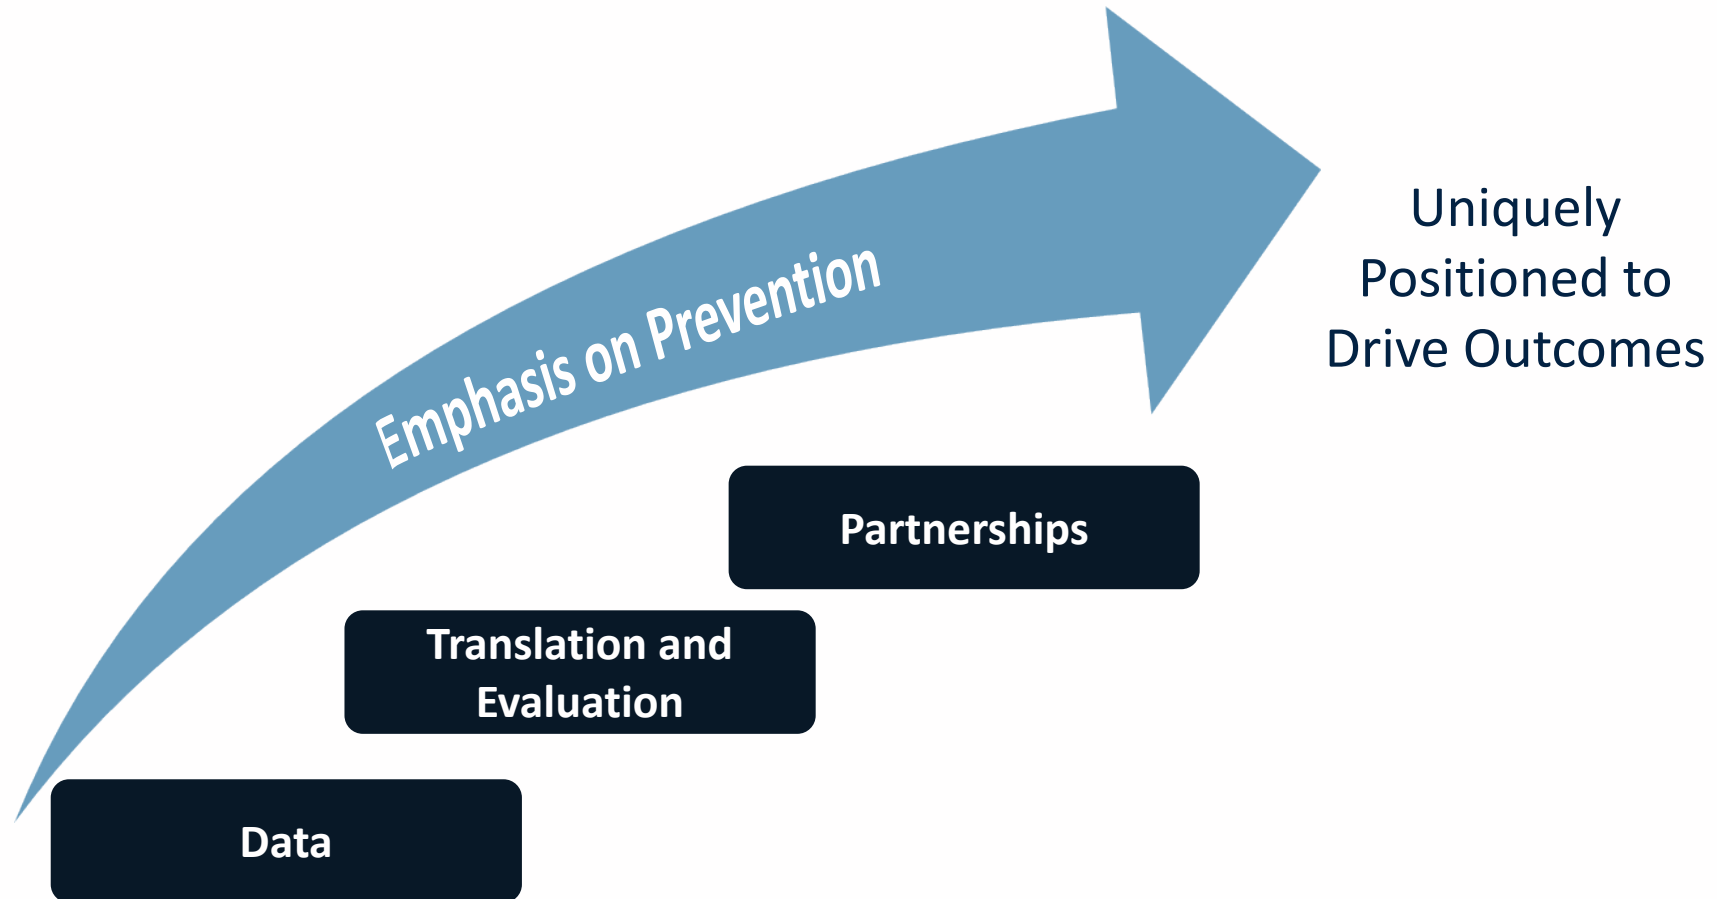 Uniquely
Positioned to
Drive Outcomes
Emphasis on Prevention
Partnerships
Translation and
Evaluation
Data